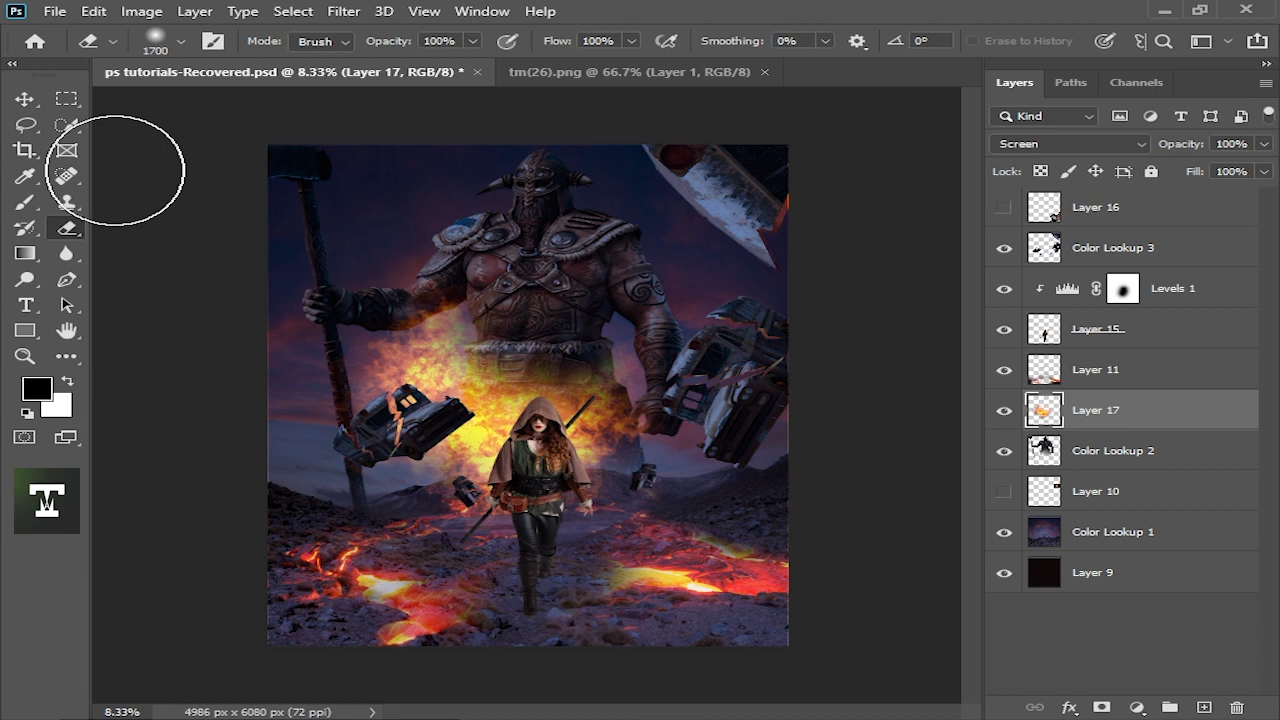 Ps File Edit Image Layer Type Select Filter 3D View Window Help
1700 Mode: Brush Opacity: 100% Flow: 100% Smoothing: 0% 0° Erase to History
ps tutorials-Recovered.psd @ 8.33% (Layer 17, RGB/8) * × tm(26).png @ 66.7% (Layer 1, RGB/8) ×
Layers Paths Channels
Kind
Screen Opacity: 100%
Lock: Fill: 100%
Layer 16
Color Lookup 3
Levels 1
Layer 15
Layer 11
Layer 17
Color Lookup 2
Layer 10
Color Lookup 1
Layer 9
8.33% 4986 px x 6080 px (72 ppi)